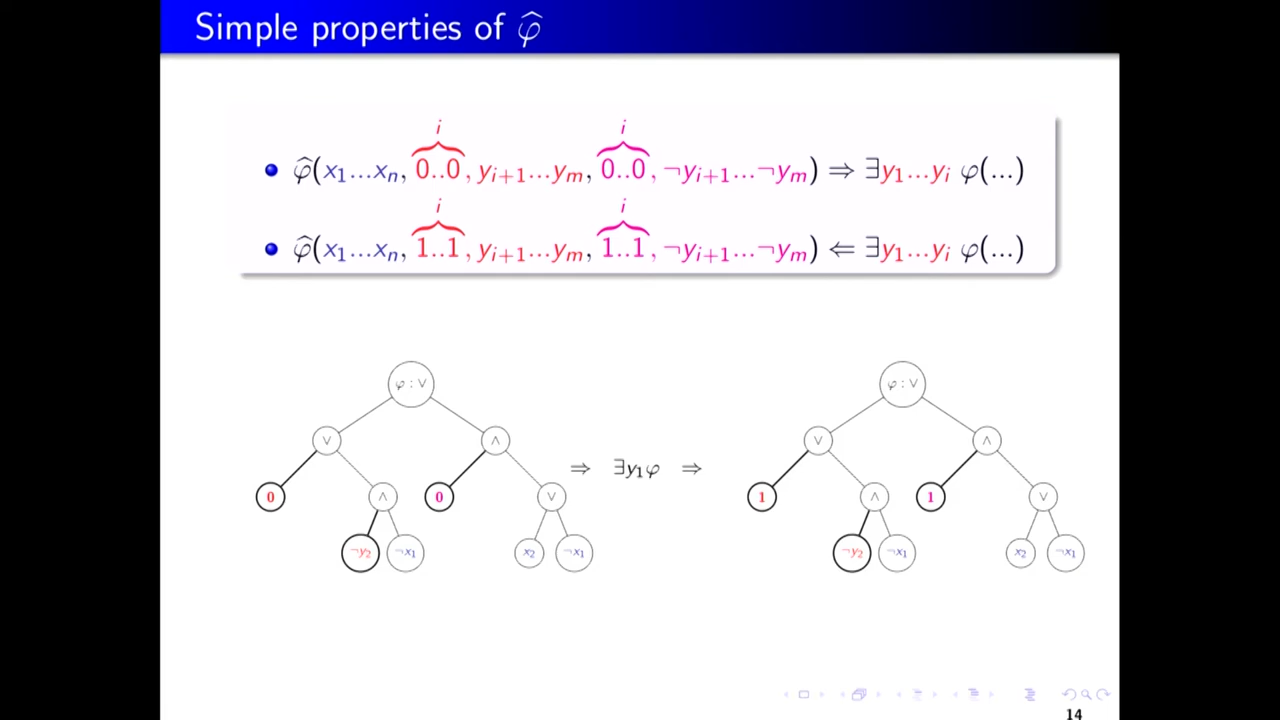 Simple properties of φ̂
i i
• φ̂(x₁...xₙ, 0..0, yᵢ₊₁...yₘ, 0..0, ¬yᵢ₊₁...¬yₘ) ⇒ ∃y₁...yᵢ φ(...)
i i
• φ̂(x₁...xₙ, 1..1, yᵢ₊₁...yₘ, 1..1, ¬yᵢ₊₁...¬yₘ) ⇐ ∃y₁...yᵢ φ(...)
φ : ∨ φ : ∨
∨ ∧ ∨ ∧
⇒ ∃y₁φ ⇒
0 ∧ 0 ∨ 1 ∧ 1 ∨
¬y₂ ¬x₁ x₂ ¬x₁ ¬y₂ ¬x₁ x₂ ¬x₁
14